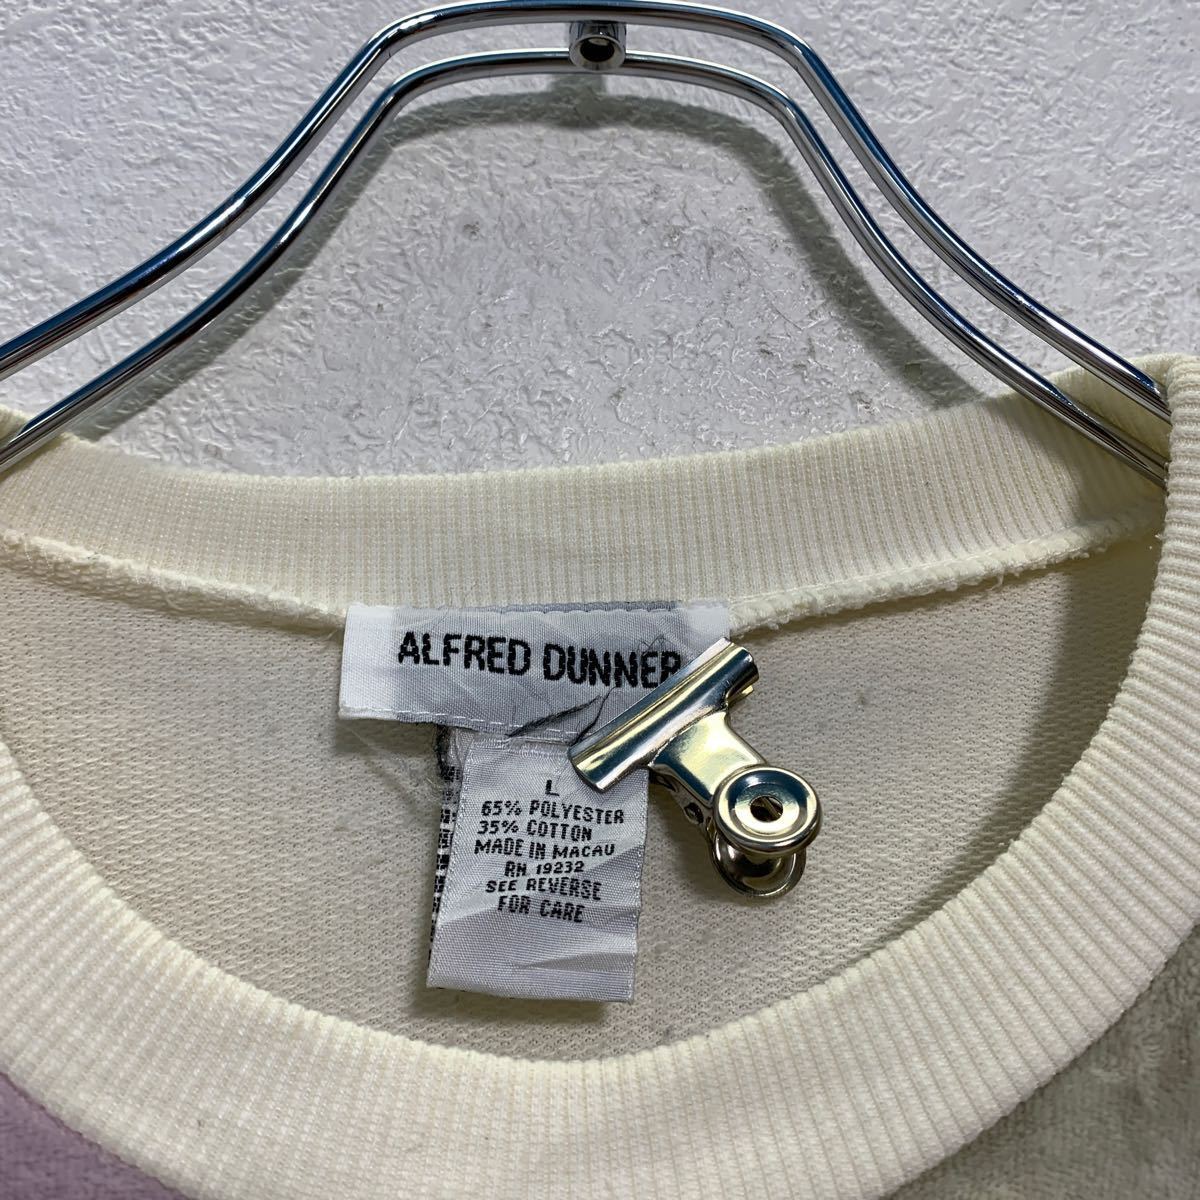 ALFRED DUNNER
L
65% POLYESTER
35% COTTON
MADE IN MACAU
RN 19232
SEE REVERSE
FOR CARE